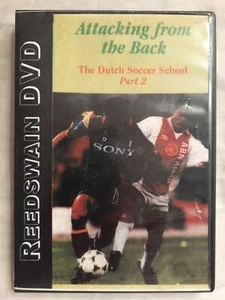 REEDSWAIN DVD
Attacking from
the Back
The Dutch Soccer School
Part 2
SONY